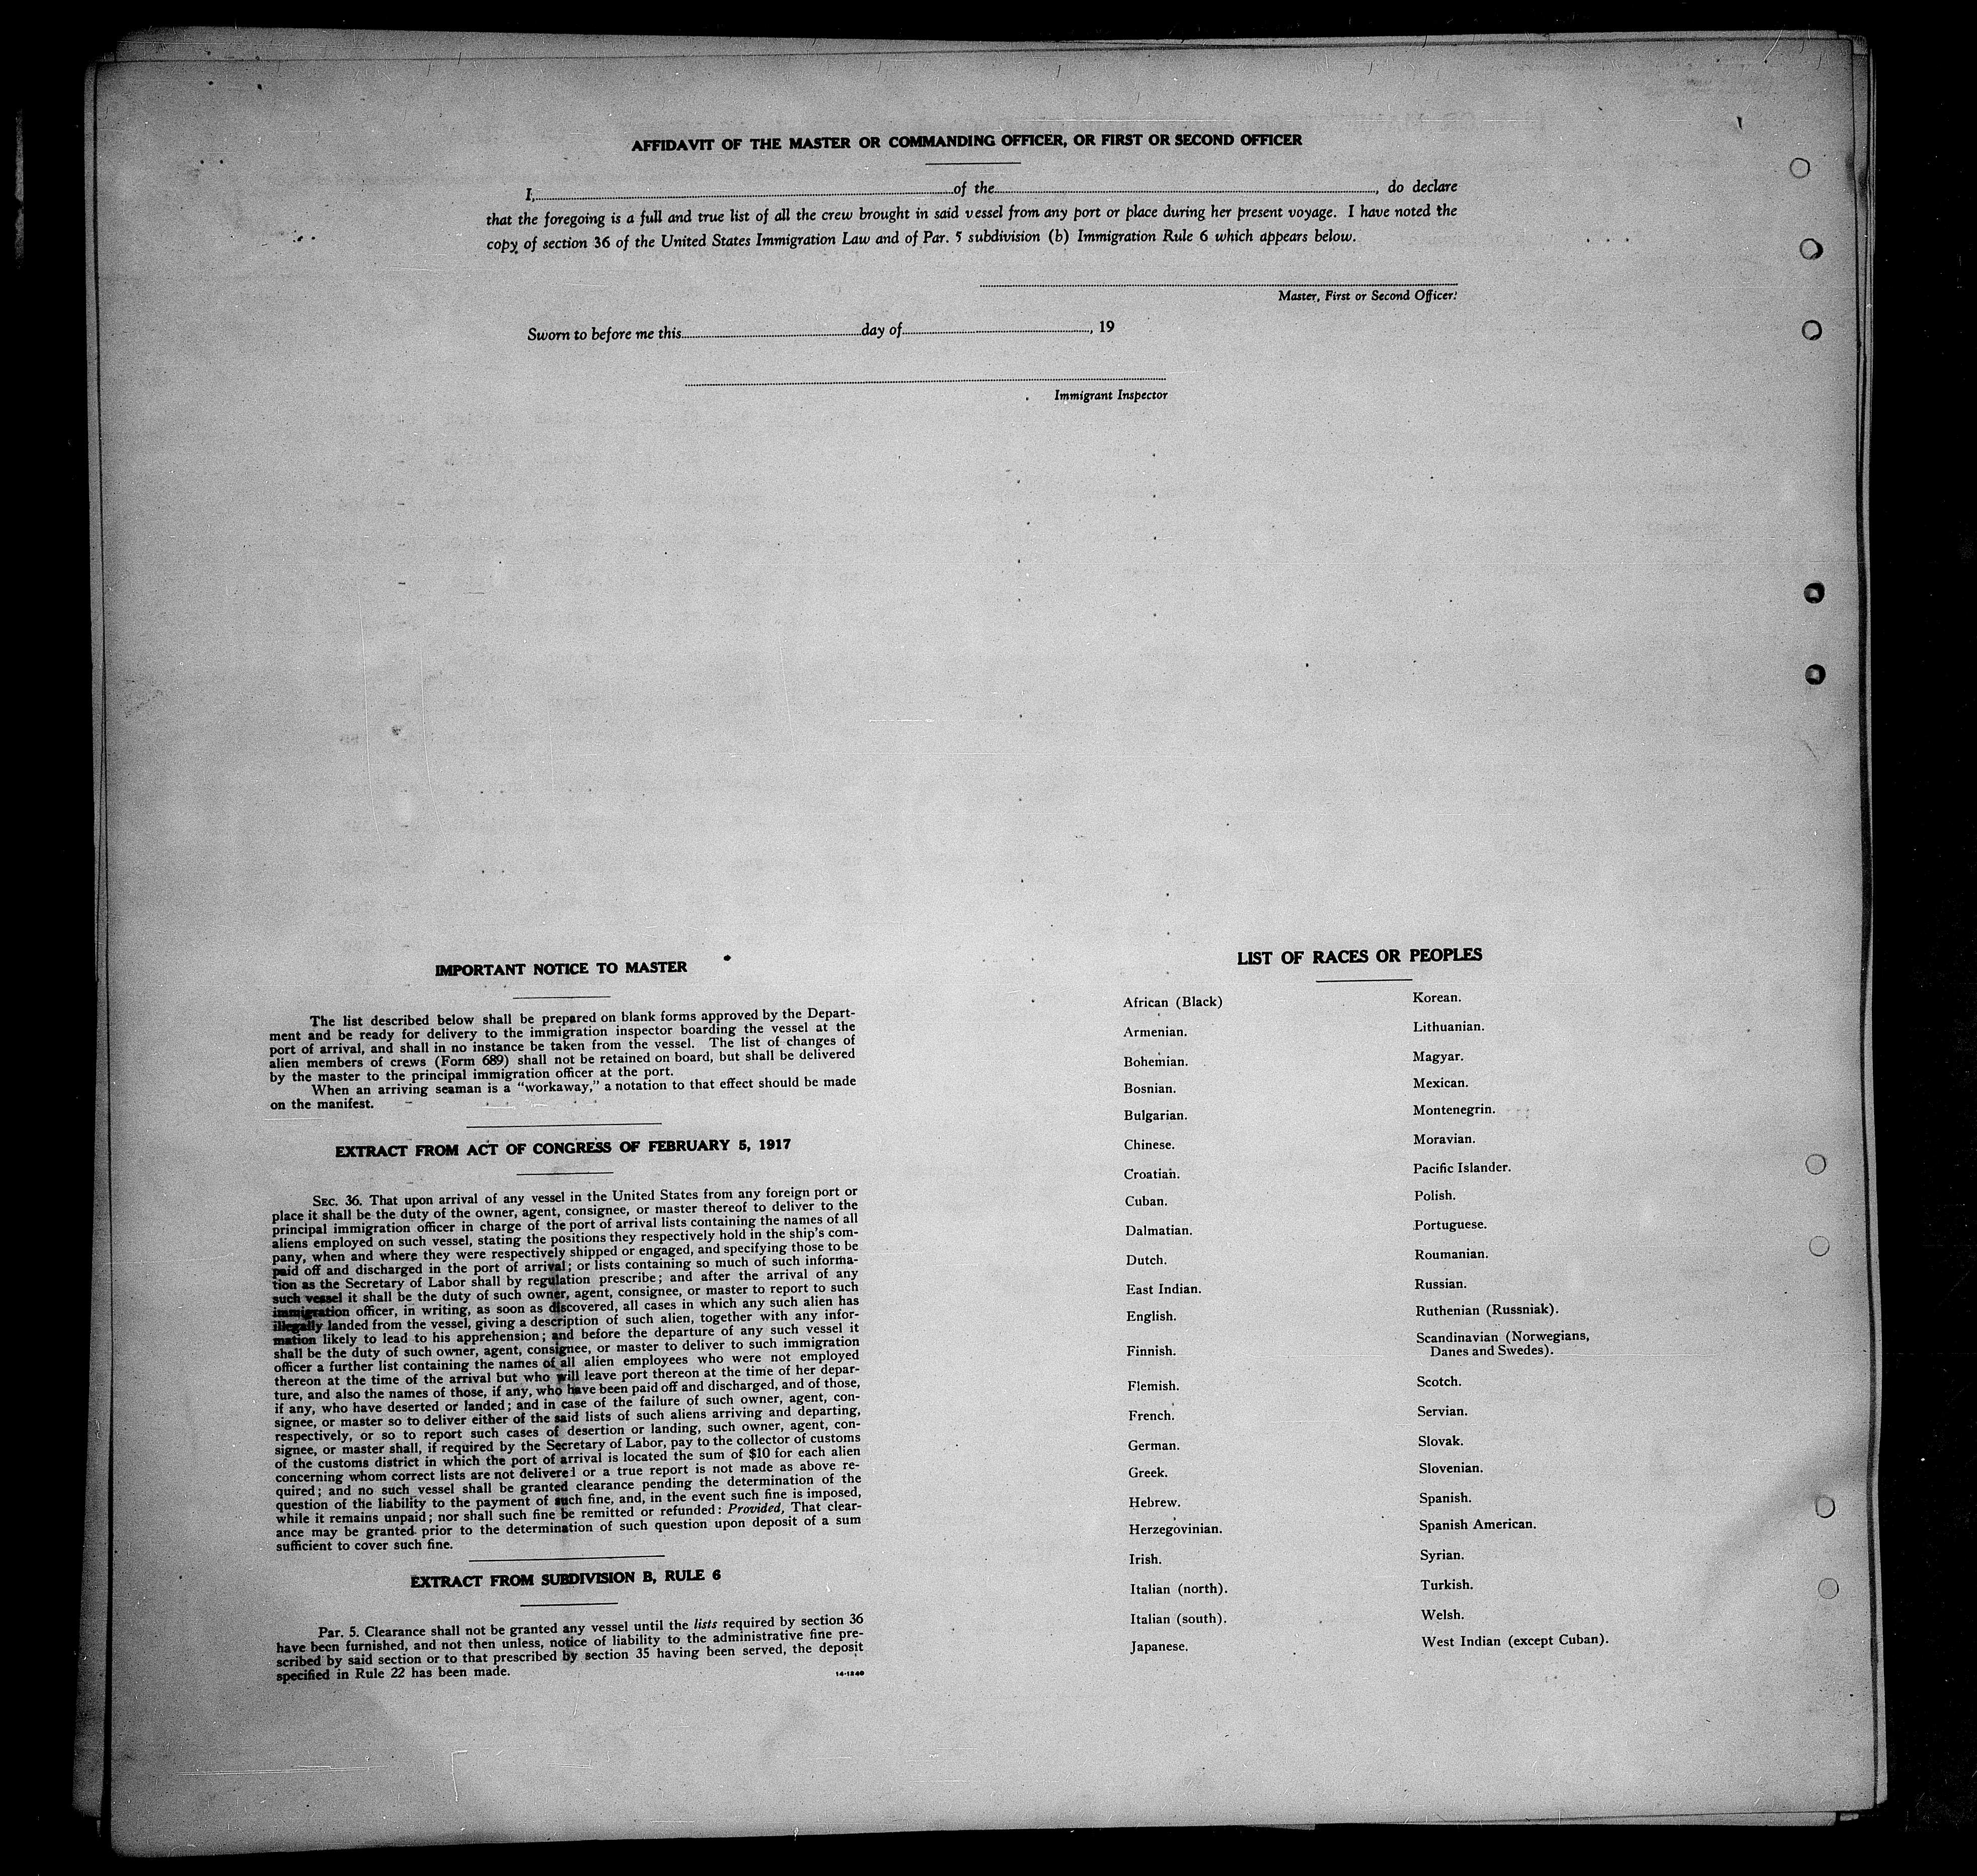 AFFIDAVIT OF THE MASTER OR COMMANDING OFFICER, OR FIRST OR SECOND OFFICER
I, of the , do declare
that the foregoing is a full and true list of all the crew brought in said vessel from any port or place during her present voyage. I have noted the
copy of section 36 of the United States Immigration Law and of Par. 5 subdivision (b) Immigration Rule 6 which appears below.
Master, First or Second Officer.
Sworn to before me this day of , 19
Immigrant Inspector
IMPORTANT NOTICE TO MASTER
The list described below shall be prepared on blank forms approved by the Depart-
ment and be ready for delivery to the immigration inspector boarding the vessel at the
port of arrival, and shall in no instance be taken from the vessel. The list of changes of
alien members of crews (Form 689) shall not be retained on board, but shall be delivered
by the master to the principal immigration officer at the port.
When an arriving seaman is a "workaway," a notation to that effect should be made
on the manifest.
EXTRACT FROM ACT OF CONGRESS OF FEBRUARY 5, 1917
SEC. 36. That upon arrival of any vessel in the United States from any foreign port or
place it shall be the duty of the owner, agent, consignee, or master thereof to deliver to the
principal immigration officer in charge of the port of arrival lists containing the names of all
aliens employed on such vessel, stating the positions they respectively hold in the ship's com-
pany, when and where they were respectively shipped or engaged, and specifying those to be
paid off and discharged in the port of arrival; or lists containing so much of such informa-
tion as the Secretary of Labor shall by regulation prescribe; and after the arrival of any
such vessel it shall be the duty of such owner, agent, consignee, or master to report to such
immigration officer, in writing, as soon as discovered, all cases in which any such alien has
illegally landed from the vessel, giving a description of such alien, together with any infor-
mation likely to lead to his apprehension; and before the departure of any such vessel it
shall be the duty of such owner, agent, consignee, or master to deliver to such immigration
officer a further list containing the names of all alien employees who were not employed
thereon at the time of the arrival but who will leave port thereon at the time of her depar-
ture, and also the names of those, if any, who have been paid off and discharged, and of those,
if any, who have deserted or landed; and in case of the failure of such owner, agent, con-
signee, or master so to deliver either of the said lists of such aliens arriving and departing,
respectively, or so to report such cases of desertion or landing, such owner, agent, con-
signee, or master shall, if required by the Secretary of Labor, pay to the collector of customs
of the customs district in which the port of arrival is located the sum of $10 for each alien
concerning whom correct lists are not delivered or a true report is not made as above re-
quired; and no such vessel shall be granted clearance pending the determination of the
question of the liability to the payment of such fine, and, in the event such fine is imposed,
while it remains unpaid; nor shall such fine be remitted or refunded: Provided, That clear-
ance may be granted prior to the determination of such question upon deposit of a sum
sufficient to cover such fine.
EXTRACT FROM SUBDIVISION B, RULE 6
Par. 5. Clearance shall not be granted any vessel until the lists required by section 36
have been furnished, and not then unless, notice of liability to the administrative fine pre-
scribed by said section or to that prescribed by section 35 having been served, the deposit
specified in Rule 22 has been made.
14-1240
LIST OF RACES OR PEOPLES
African (Black)
Armenian.
Bohemian.
Bosnian.
Bulgarian.
Chinese.
Croatian.
Cuban.
Dalmatian.
Dutch.
East Indian.
English.
Finnish.
Flemish.
French.
German.
Greek.
Hebrew.
Herzegovinian.
Irish.
Italian (north).
Italian (south).
Japanese.
Korean.
Lithuanian.
Magyar.
Mexican.
Montenegrin.
Moravian.
Pacific Islander.
Polish.
Portuguese.
Roumanian.
Russian.
Ruthenian (Russniak).
Scandinavian (Norwegians,
Danes and Swedes).
Scotch.
Servian.
Slovak.
Slovenian.
Spanish.
Spanish American.
Syrian.
Turkish.
Welsh.
West Indian (except Cuban).